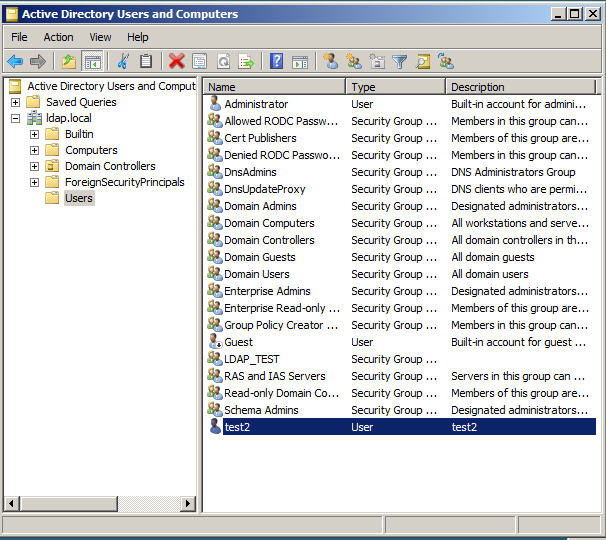 Active Directory Users and Computers
File Action View Help
Active Directory Users and Comput
Saved Queries
ldap.local
Builtin
Computers
Domain Controllers
ForeignSecurityPrincipals
Users
Name Type Description
Administrator User Built-in account for admini...
Allowed RODC Passwo... Security Group ... Members in this group can...
Cert Publishers Security Group ... Members of this group are...
Denied RODC Passwo... Security Group ... Members in this group can...
DnsAdmins Security Group ... DNS Administrators Group
DnsUpdateProxy Security Group ... DNS clients who are permi...
Domain Admins Security Group ... Designated administrators...
Domain Computers Security Group ... All workstations and serve...
Domain Controllers Security Group ... All domain controllers in th...
Domain Guests Security Group ... All domain guests
Domain Users Security Group ... All domain users
Enterprise Admins Security Group ... Designated administrators...
Enterprise Read-only ... Security Group ... Members of this group are...
Group Policy Creator ... Security Group ... Members in this group can...
Guest User Built-in account for guest ...
LDAP_TEST Security Group ...
RAS and IAS Servers Security Group ... Servers in this group can ...
Read-only Domain Co... Security Group ... Members of this group are...
Schema Admins Security Group ... Designated administrators...
test2 User test2